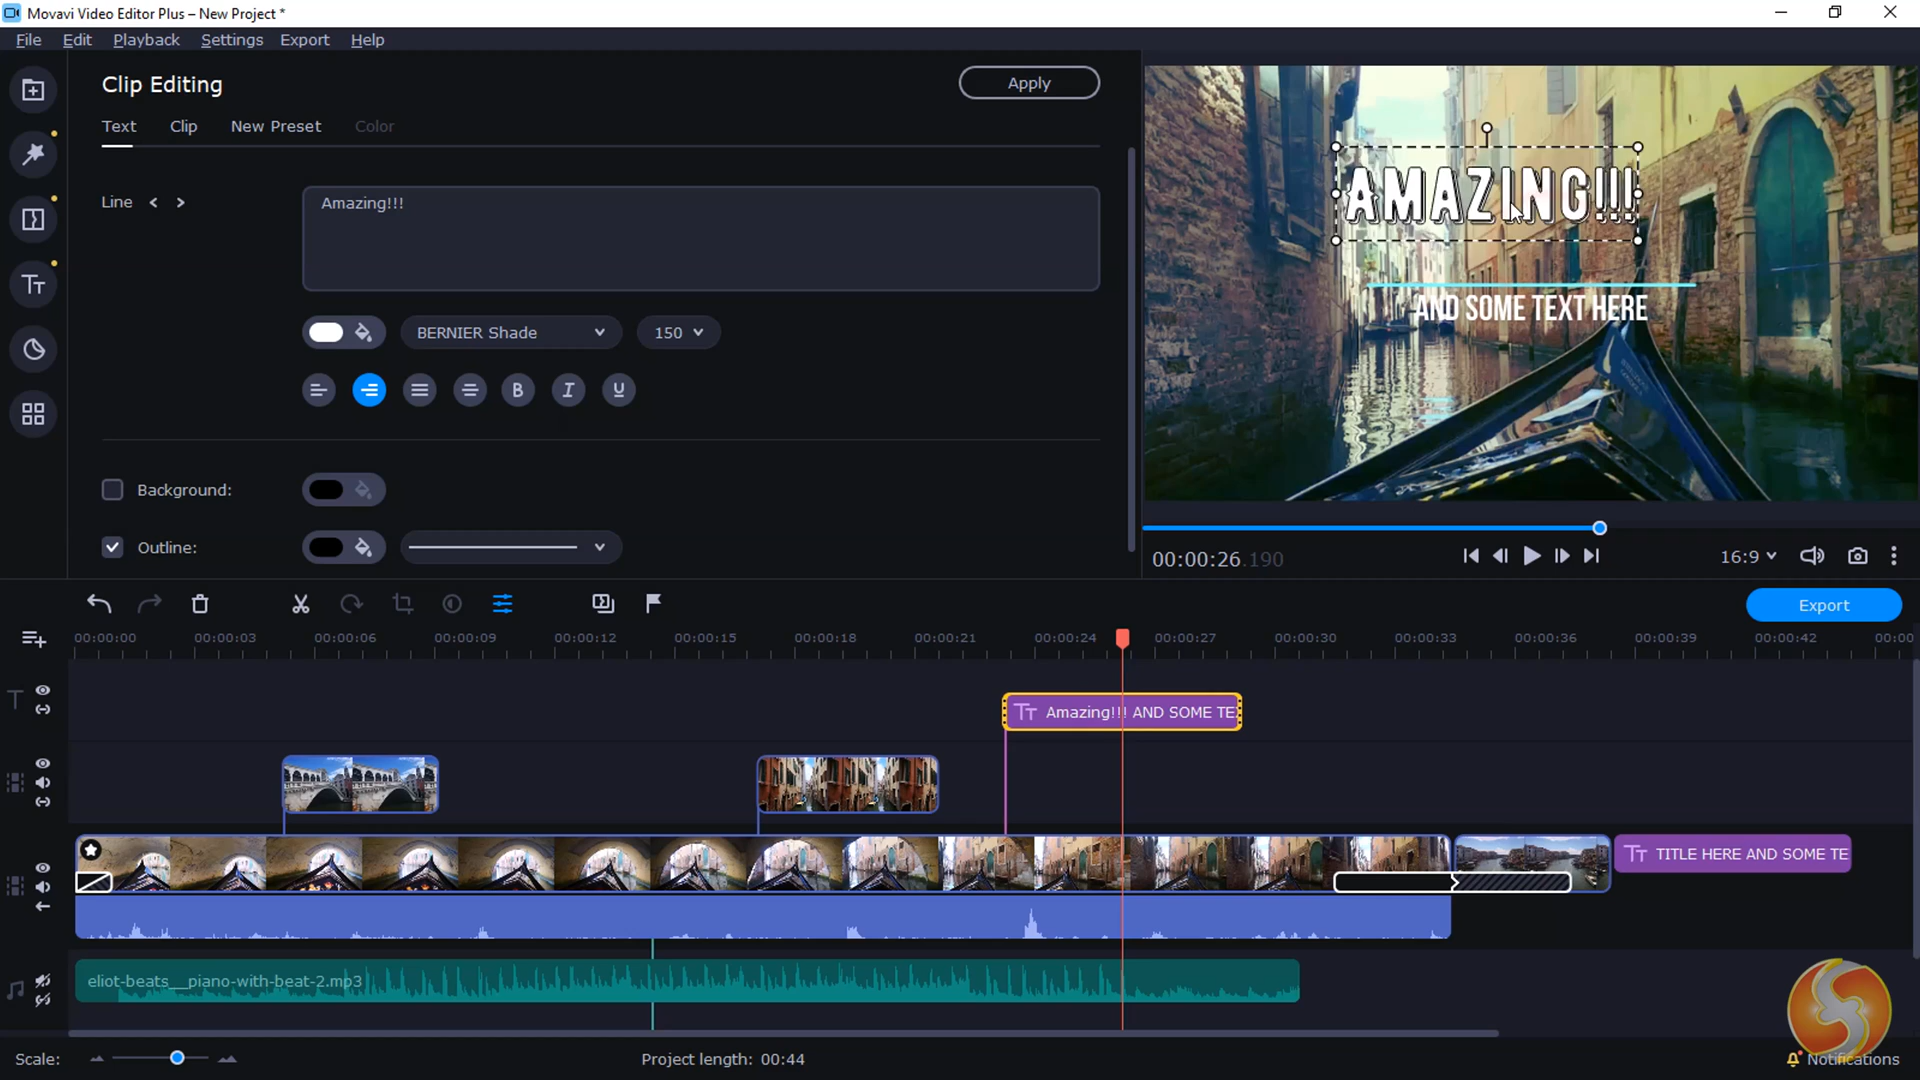 Movavi Video Editor Plus – New Project *
File Edit Playback Settings Export Help
Clip Editing
Apply
Text Clip New Preset Color
Line
Amazing!!!
BERNIER Shade
150
B I U
Background:
Outline:
AMAZING!!!
AND SOME TEXT HERE
00:00:26.190
16:9
Export
00:00:00 00:00:03 00:00:06 00:00:09 00:00:12 00:00:15 00:00:18 00:00:21 00:00:24 00:00:27 00:00:30 00:00:33 00:00:36 00:00:39 00:00:42 00:00
Amazing!!! AND SOME TE
TITLE HERE AND SOME TE
eliot-beats__piano-with-beat-2.mp3
Scale:
Project length: 00:44
Notifications